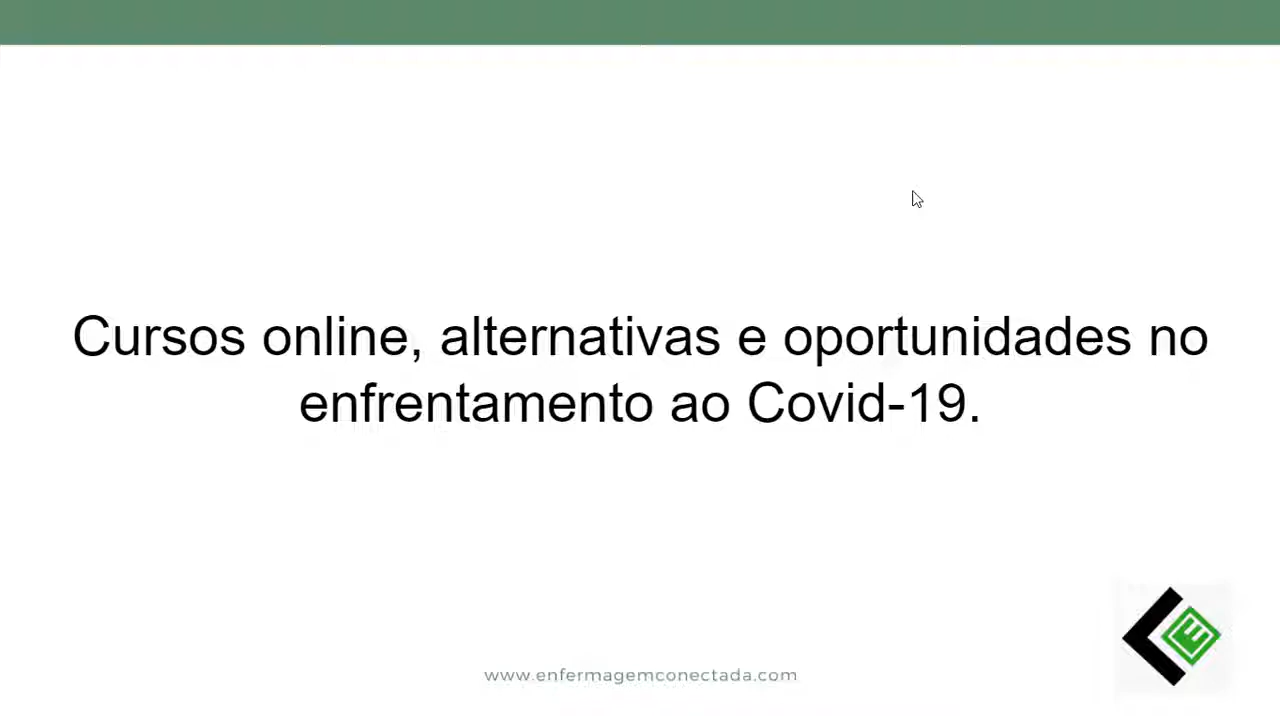 Cursos online, alternativas e oportunidades no
enfrentamento ao Covid-19.
www.enfermagemconectada.com
E